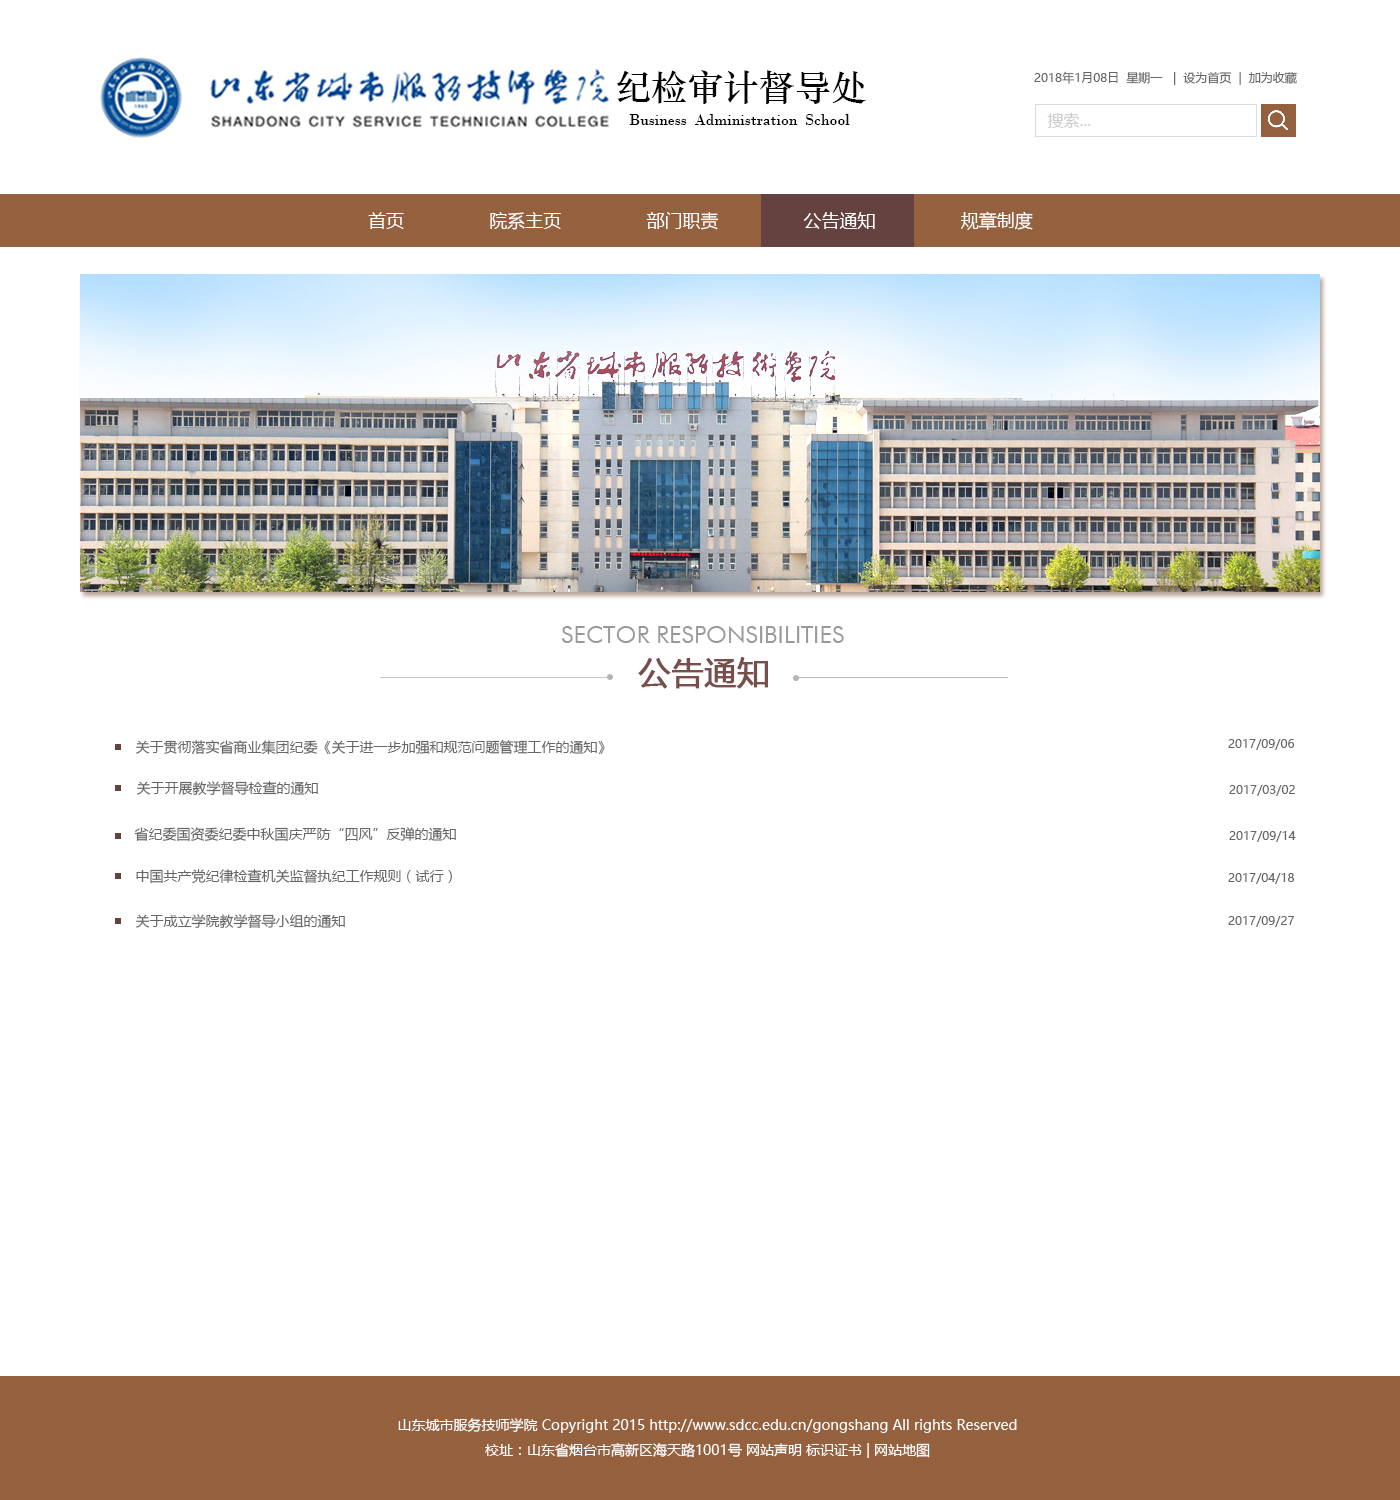 山东省城市服务技师学院 纪检审计督导处
SHANDONG CITY SERVICE TECHNICIAN COLLEGE Business Administration School
2018年1月08日 星期一 | 设为首页 | 加为收藏
搜索...
首页 院系主页 部门职责 公告通知 规章制度
山东省城市服务技术学院
SECTOR RESPONSIBILITIES
公告通知
关于贯彻落实省商业集团纪委《关于进一步加强和规范问题管理工作的通知》 2017/09/06
关于开展教学督导检查的通知 2017/03/02
省纪委国资委纪委中秋国庆严防“四风”反弹的通知 2017/09/14
中国共产党纪律检查机关监督执纪工作规则（试行） 2017/04/18
关于成立学院教学督导小组的通知 2017/09/27
山东城市服务技师学院 Copyright 2015 http://www.sdcc.edu.cn/gongshang All rights Reserved
校址：山东省烟台市高新区海天路1001号 网站声明 标识证书 | 网站地图